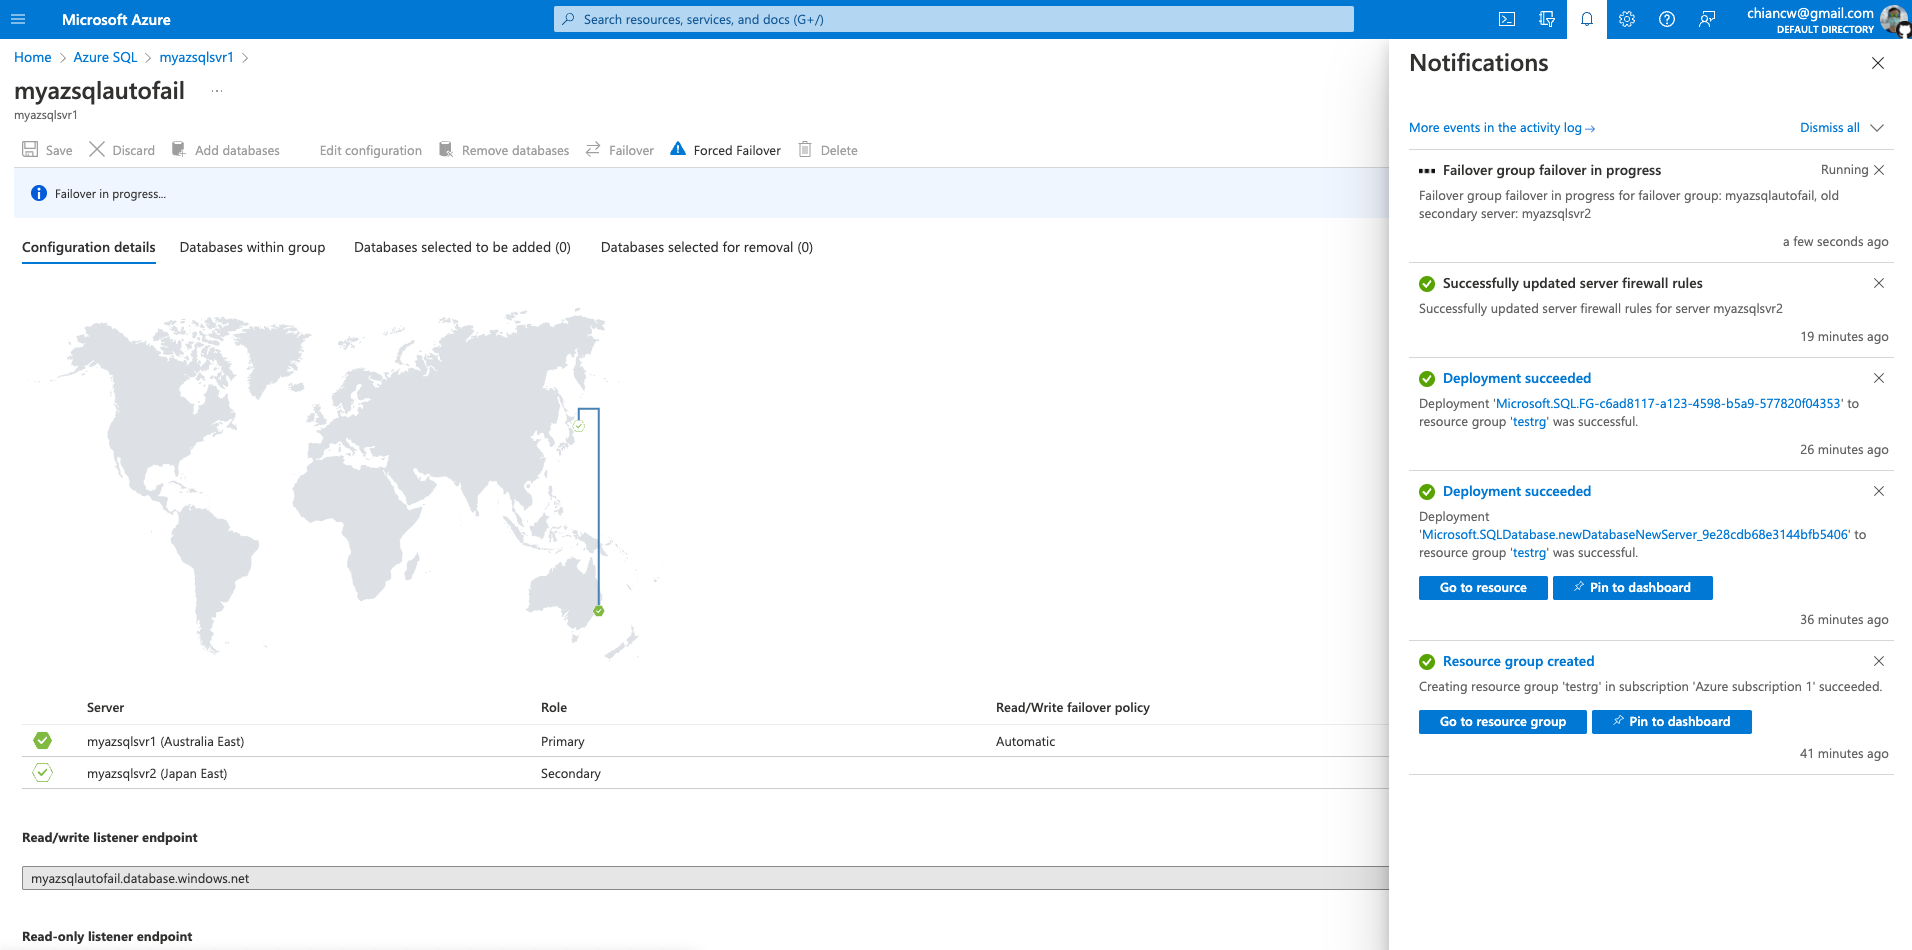 Microsoft Azure
Search resources, services, and docs (G+/)
chiancw@gmail.com
DEFAULT DIRECTORY
Home > Azure SQL > myazsqlsvr1 >
myazsqlautofail ...
myazsqlsvr1
Save Discard Add databases Edit configuration Remove databases Failover Forced Failover Delete
Failover in progress...
Configuration details Databases within group Databases selected to be added (0) Databases selected for removal (0)
Server Role Read/Write failover policy
myazsqlsvr1 (Australia East) Primary Automatic
myazsqlsvr2 (Japan East) Secondary
Read/write listener endpoint
myazsqlautofail.database.windows.net
Read-only listener endpoint
Notifications
More events in the activity log → Dismiss all
Failover group failover in progress Running
Failover group failover in progress for failover group: myazsqlautofail, old
secondary server: myazsqlsvr2
a few seconds ago
Successfully updated server firewall rules
Successfully updated server firewall rules for server myazsqlsvr2
19 minutes ago
Deployment succeeded
Deployment 'Microsoft.SQL.FG-c6ad8117-a123-4598-b5a9-577820f04353' to
resource group 'testrg' was successful.
26 minutes ago
Deployment succeeded
Deployment
'Microsoft.SQLDatabase.newDatabaseNewServer_9e28cdb68e3144bfb5406' to
resource group 'testrg' was successful.
Go to resource Pin to dashboard
36 minutes ago
Resource group created
Creating resource group 'testrg' in subscription 'Azure subscription 1' succeeded.
Go to resource group Pin to dashboard
41 minutes ago